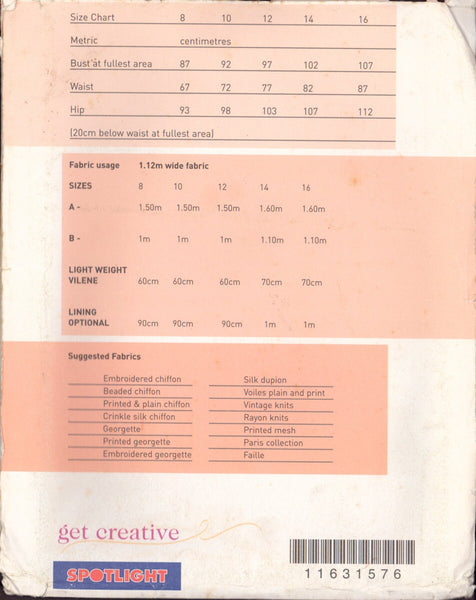 Size Chart 8 10 12 14 16
Metric centimetres
Bust at fullest area 87 92 97 102 107
Waist 67 72 77 82 87
Hip 93 98 103 107 112
(20cm below waist at fullest area)
Fabric usage 1.12m wide fabric
SIZES 8 10 12 14 16
A - 1.50m 1.50m 1.50m 1.60m 1.60m
B - 1m 1m 1m 1.10m 1.10m
LIGHT WEIGHT
VILENE 60cm 60cm 60cm 70cm 70cm
LINING
OPTIONAL 90cm 90cm 90cm 1m 1m
Suggested Fabrics
Embroidered chiffon Silk dupion
Beaded chiffon Voiles plain and print
Printed & plain chiffon Vintage knits
Crinkle silk chiffon Rayon knits
Georgette Printed mesh
Printed georgette Paris collection
Embroidered georgette Faille
get creative
SPOTLIGHT
11631576